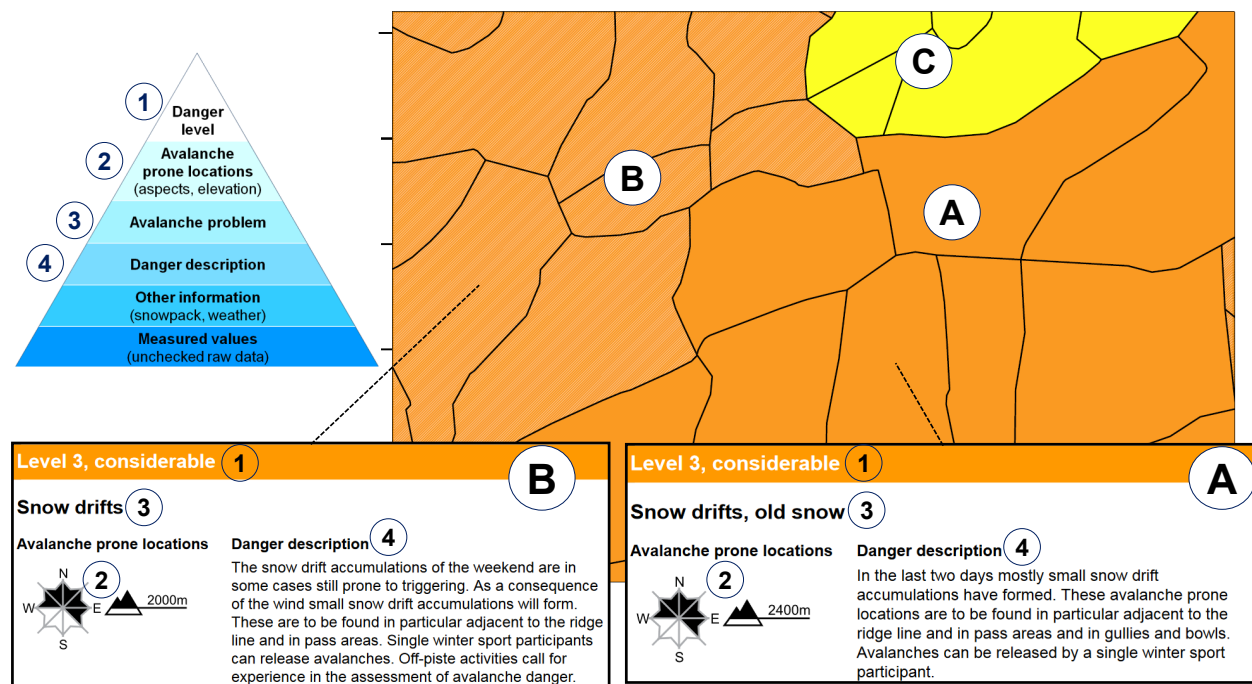 1
Danger
level
2
Avalanche
prone locations
(aspects, elevation)
3
Avalanche problem
4
Danger description
Other information
(snowpack, weather)
Measured values
(unchecked raw data)
C
B
A
Level 3, considerable 1
B
Snow drifts 3
Avalanche prone locations
2
N
W E
S
2000m
Danger description 4
The snow drift accumulations of the weekend are in
some cases still prone to triggering. As a consequence
of the wind small snow drift accumulations will form.
These are to be found in particular adjacent to the ridge
line and in pass areas. Single winter sport participants
can release avalanches. Off-piste activities call for
experience in the assessment of avalanche danger.
Level 3, considerable 1
A
Snow drifts, old snow 3
Avalanche prone locations
2
N
W E
S
2400m
Danger description 4
In the last two days mostly small snow drift
accumulations have formed. These avalanche prone
locations are to be found in particular adjacent to the
ridge line and in pass areas and in gullies and bowls.
Avalanches can be released by a single winter sport
participant.